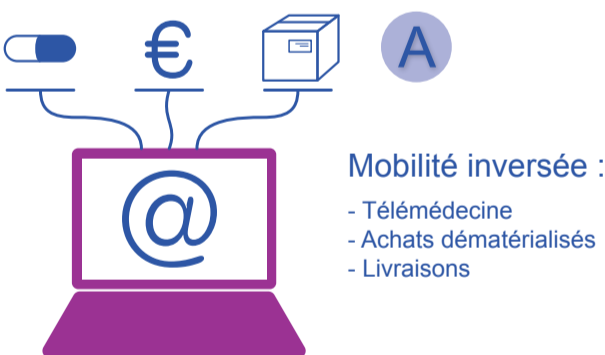 €
A
@
Mobilité inversée :
- Télémédecine
- Achats dématérialisés
- Livraisons